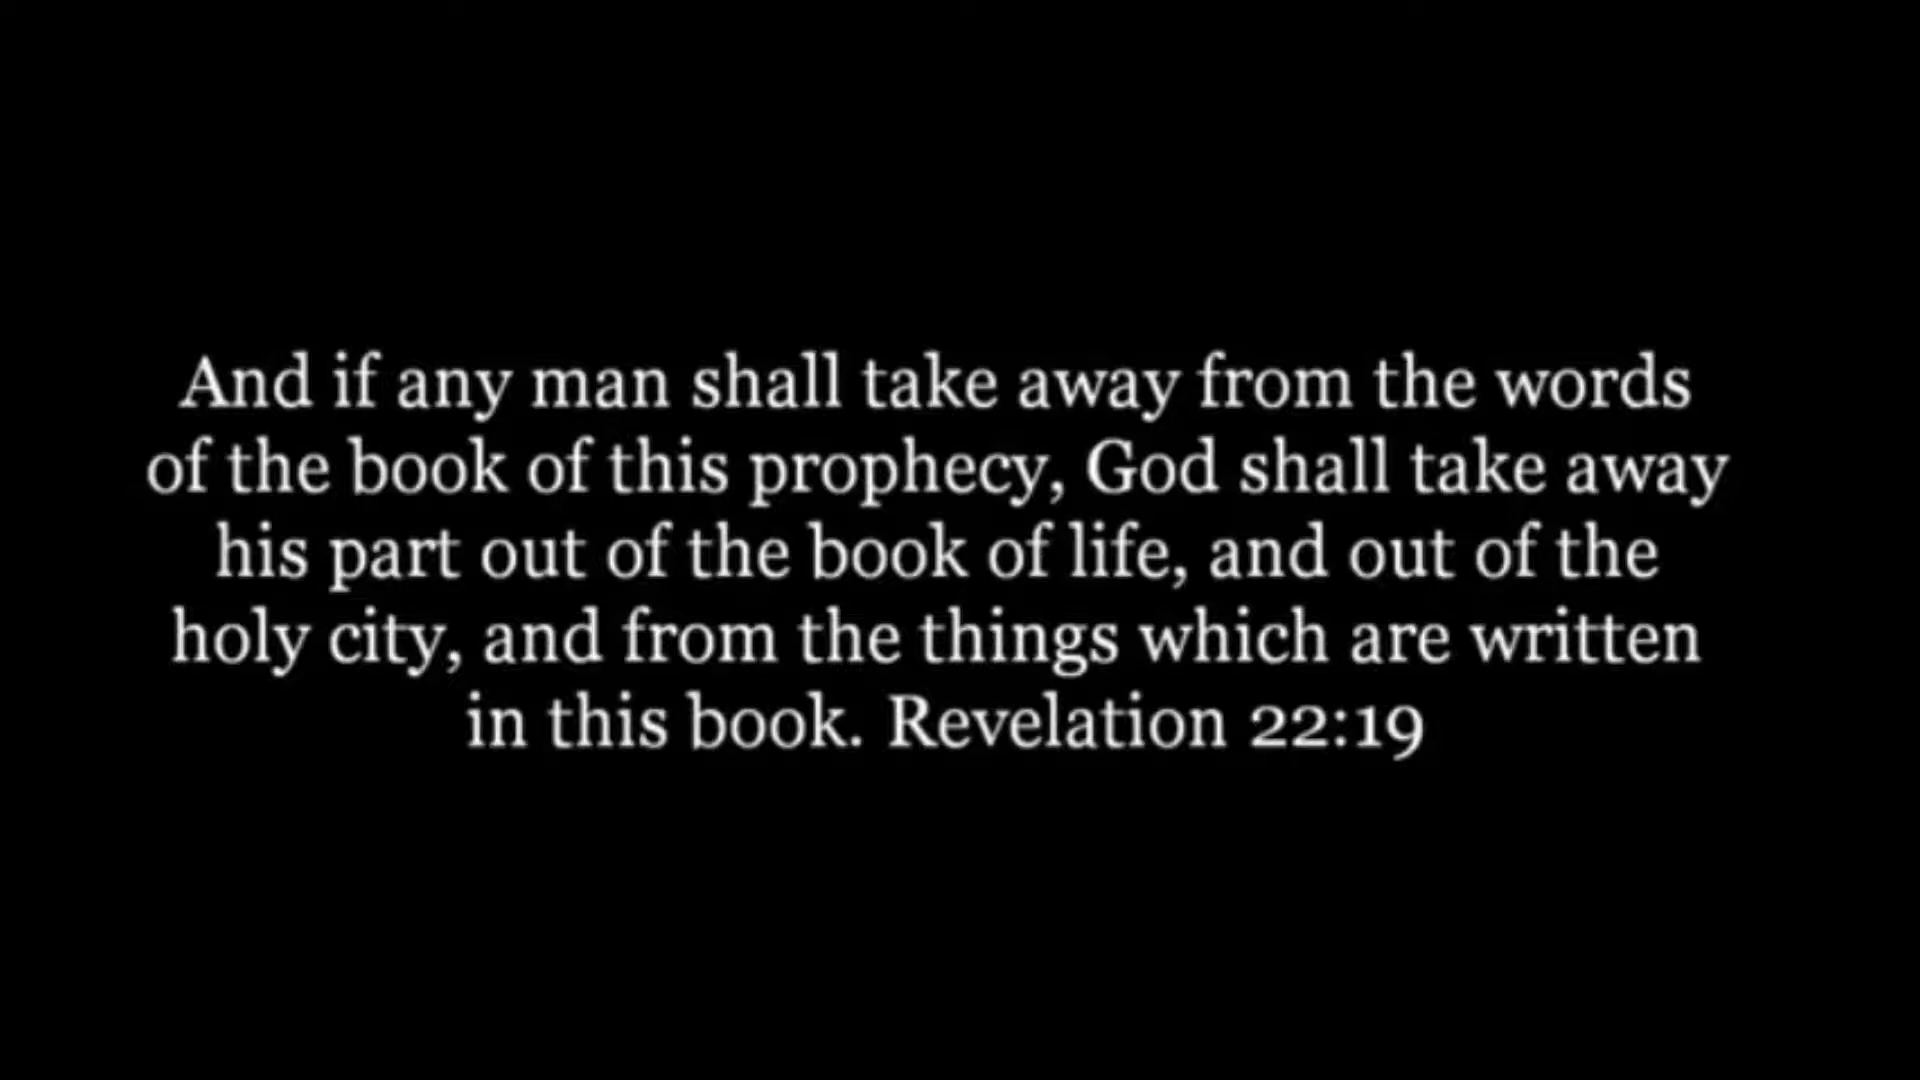 And if any man shall take away from the words
of the book of this prophecy, God shall take away
his part out of the book of life, and out of the
holy city, and from the things which are written
in this book. Revelation 22:19